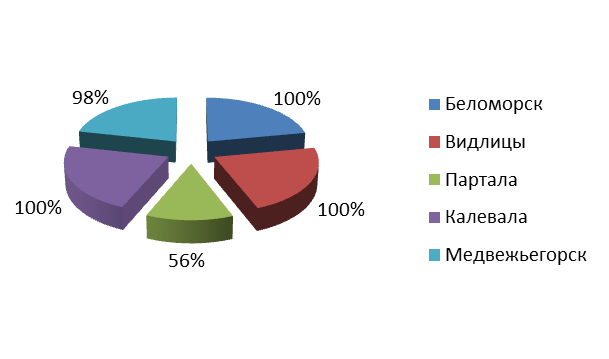 98%
100%
100%
100%
56%
Беломорск
Видлицы
Партала
Калевала
Медвежьегорск